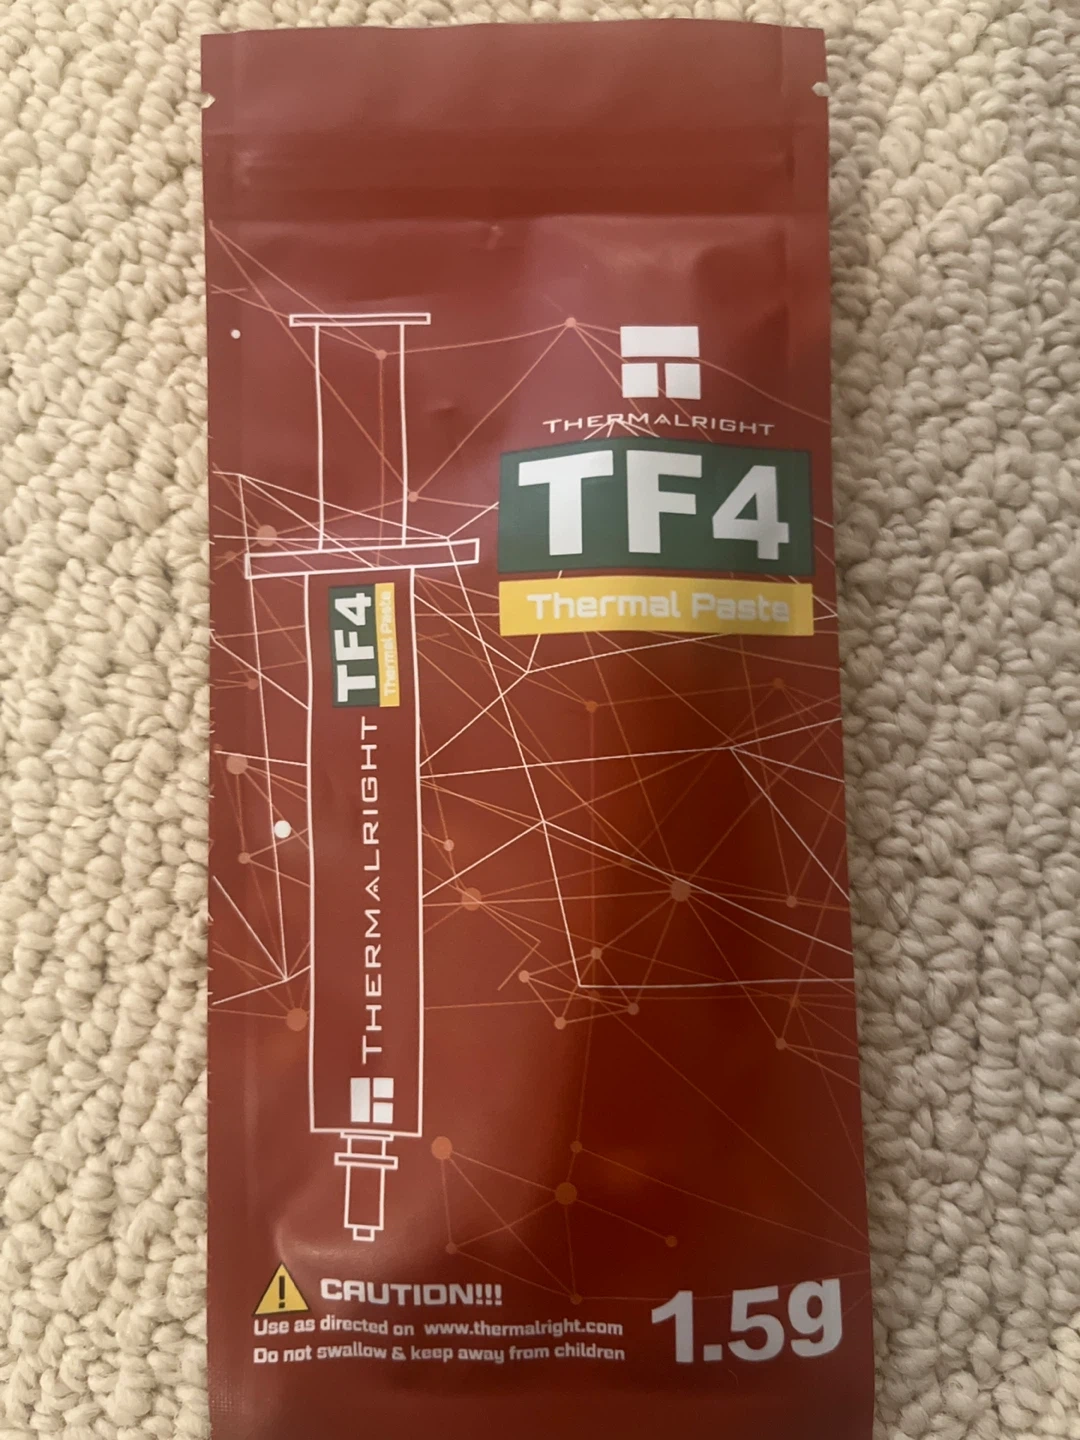 THERMALRIGHT
TF4
Thermal Paste
TF4
Thermal Paste
THERMALRIGHT
CAUTION!!!
Use as directed on www.thermalright.com
Do not swallow & keep away from children
1.5g